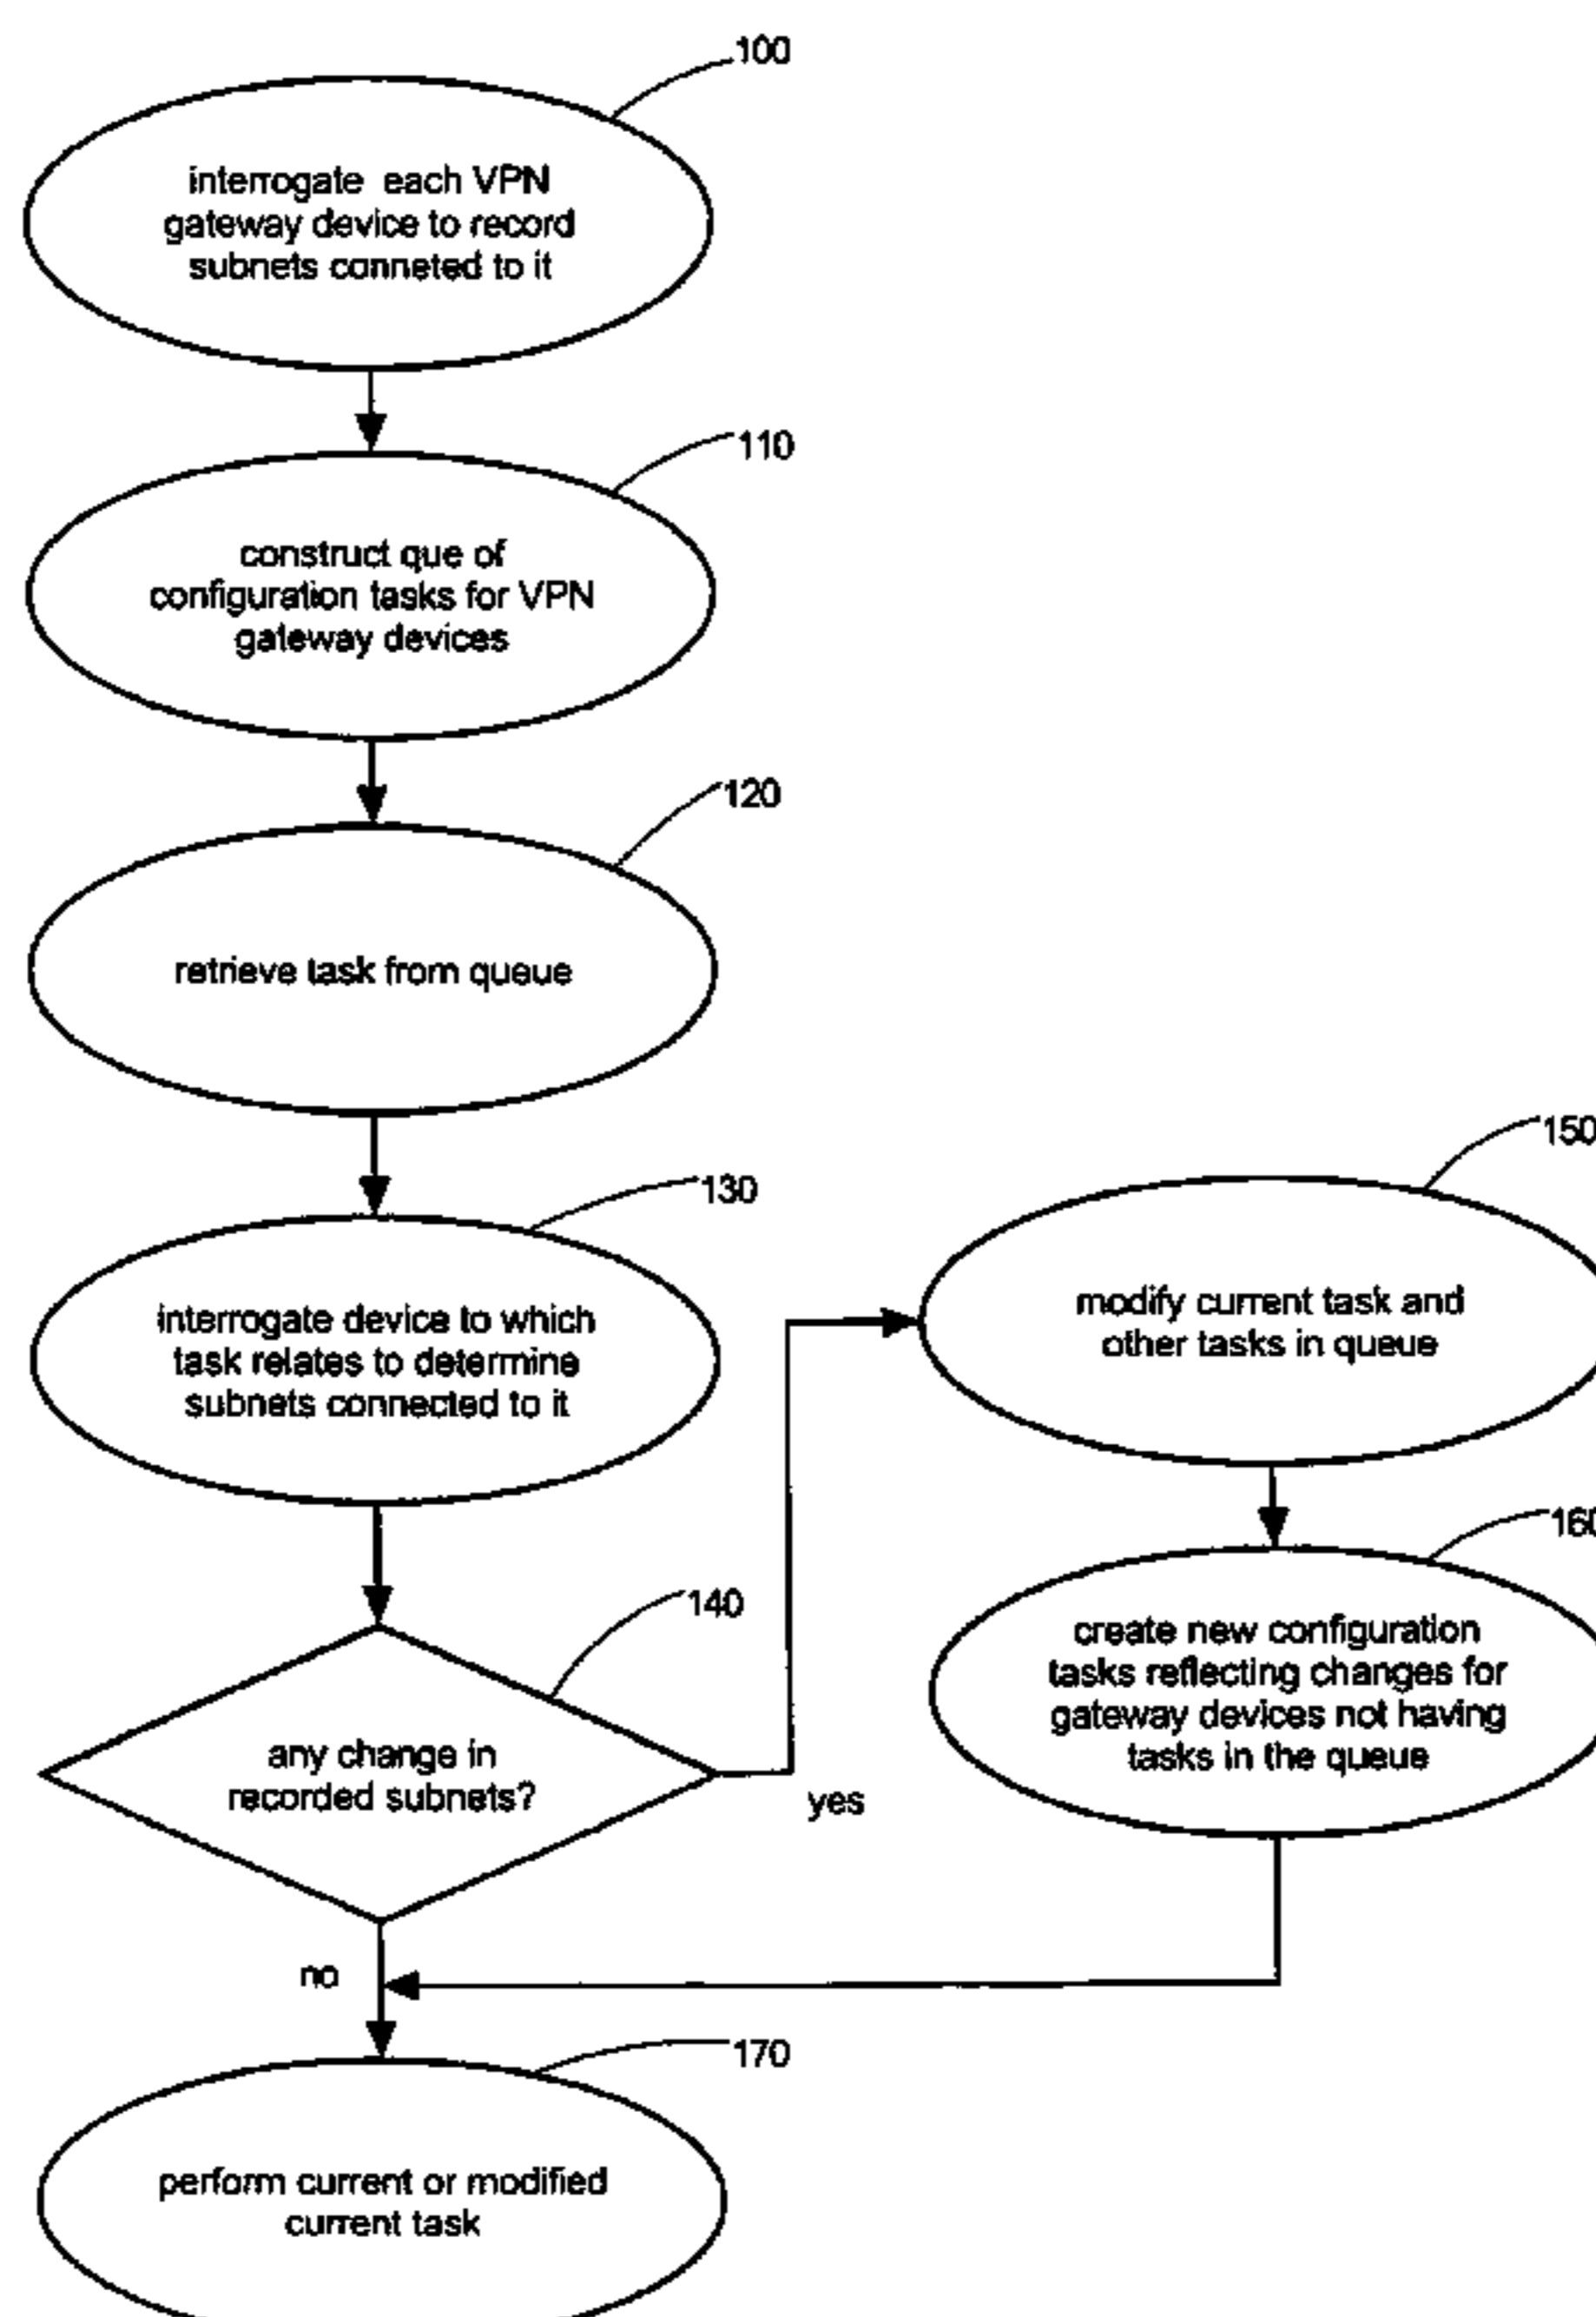 100
interrogate each VPN
gateway device to record
subnets conneted to it
110
construct que of
configuration tasks for VPN
gateway devices
120
retrieve task from queue
130
interrogate device to which
task relates to determine
subnets connected to it
140
any change in
recorded subnets?
yes
no
150
modify current task and
other tasks in queue
160
create new configuration
tasks reflecting changes for
gateway devices not having
tasks in the queue
170
perform current or modified
current task